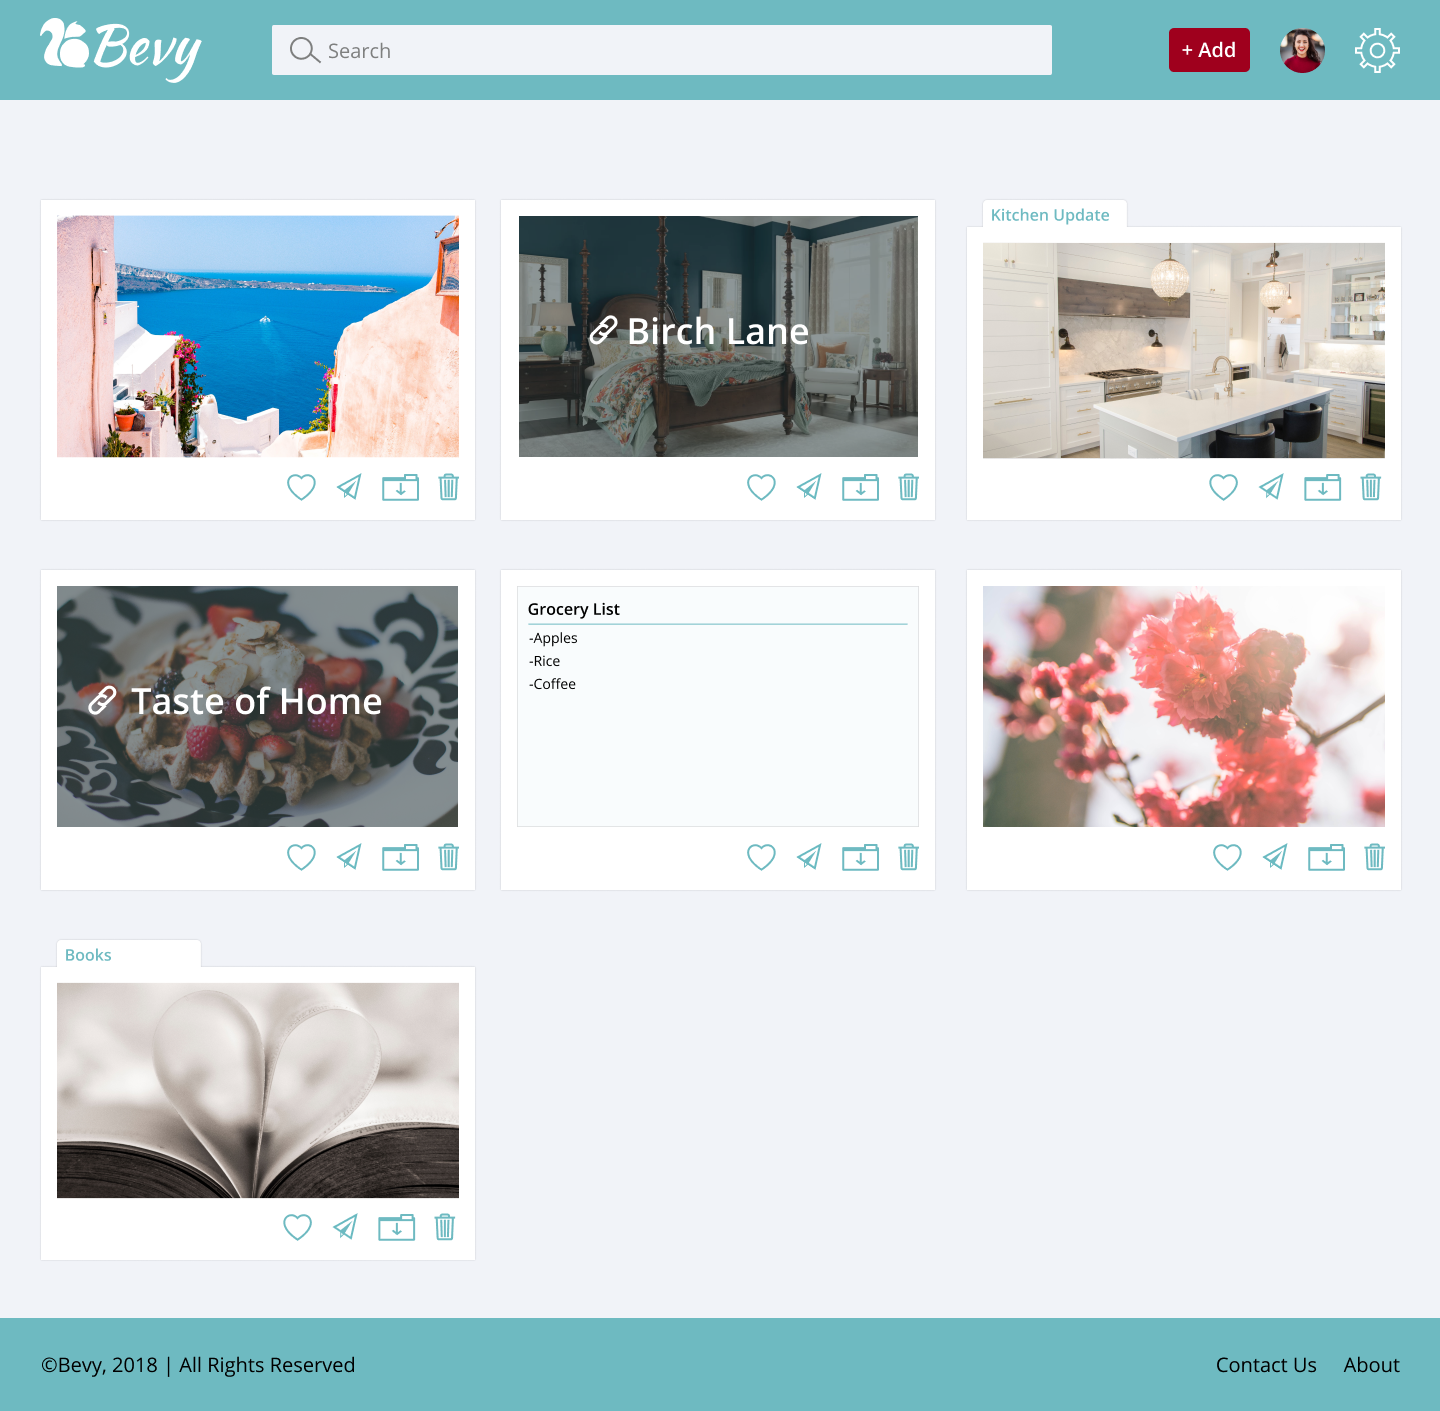 Bevy
Search
+ Add
Birch Lane
Kitchen Update
Taste of Home
Grocery List
-Apples
-Rice
-Coffee
Books
©Bevy, 2018 | All Rights Reserved
Contact Us
About